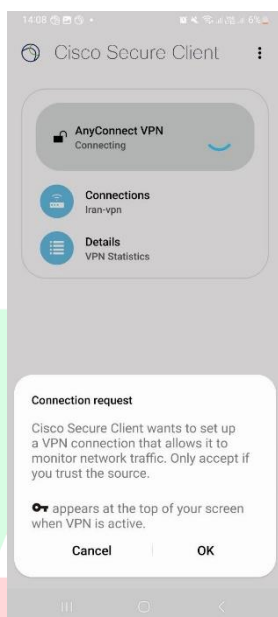 14:08
6%
Cisco Secure Client
AnyConnect VPN
Connecting
Connections
Iran-vpn
Details
VPN Statistics
Connection request
Cisco Secure Client wants to set up
a VPN connection that allows it to
monitor network traffic. Only accept if
you trust the source.
appears at the top of your screen
when VPN is active.
Cancel
OK